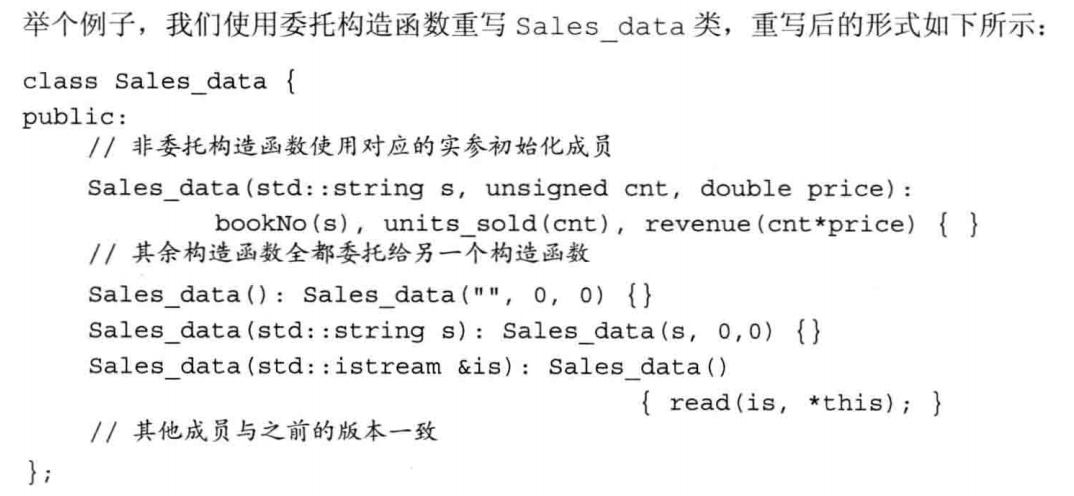 举个例子，我们使用委托构造函数重写 Sales_data 类，重写后的形式如下所示：
class Sales_data {
public:
// 非委托构造函数使用对应的实参初始化成员
Sales_data(std::string s, unsigned cnt, double price):
bookNo(s), units_sold(cnt), revenue(cnt*price) { }
// 其余构造函数全都委托给另一个构造函数
Sales_data(): Sales_data("", 0, 0) {}
Sales_data(std::string s): Sales_data(s, 0,0) {}
Sales_data(std::istream &is): Sales_data()
{ read(is, *this); }
// 其他成员与之前的版本一致
};